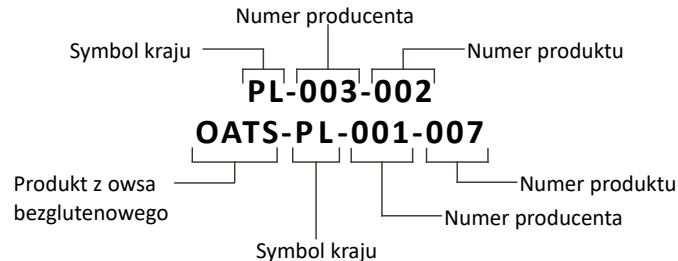 Numer producenta
Symbol kraju
Numer produktu
PL-003-002
OATS-PL-001-007
Produkt z owsa
bezglutenowego
Numer produktu
Numer producenta
Symbol kraju